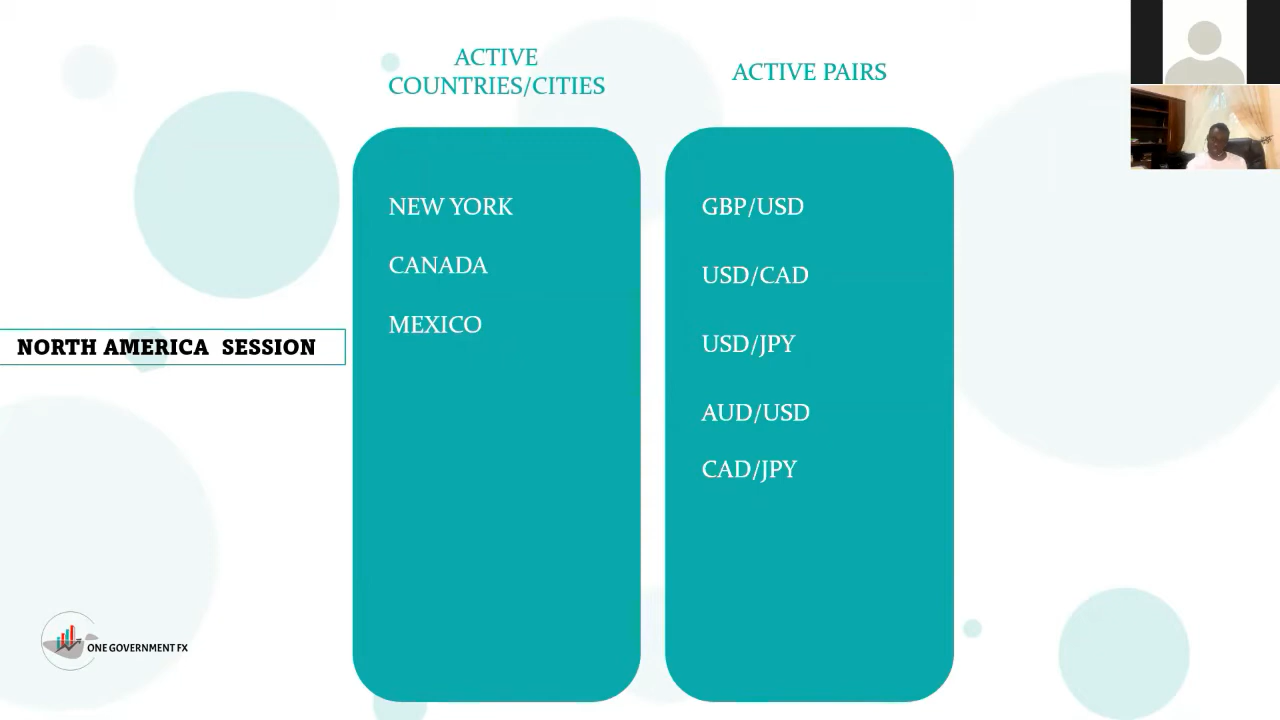 ACTIVE
COUNTRIES/CITIES
ACTIVE PAIRS
NEW YORK
CANADA
MEXICO
GBP/USD
USD/CAD
USD/JPY
AUD/USD
CAD/JPY
NORTH AMERICA SESSION
ONE GOVERNMENT FX